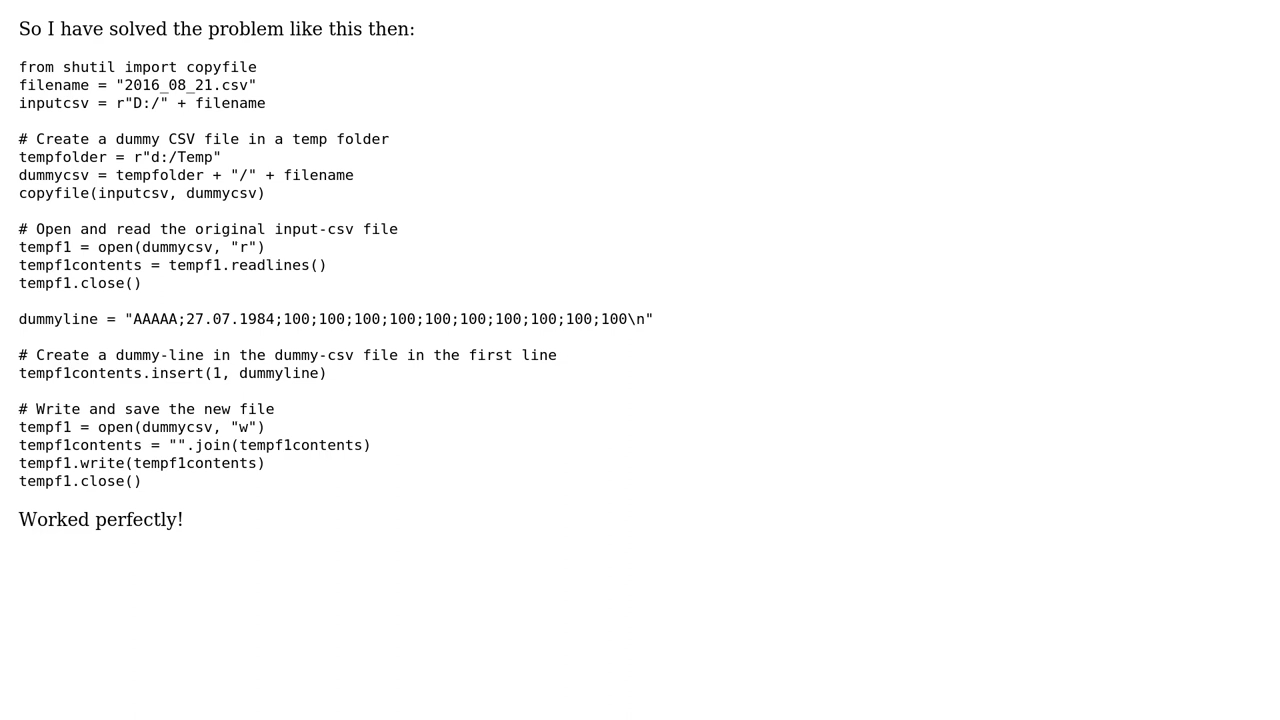 So I have solved the problem like this then:
from shutil import copyfile
filename = "2016_08_21.csv"
inputcsv = r"D:/" + filename
# Create a dummy CSV file in a temp folder
tempfolder = r"d:/Temp"
dummycsv = tempfolder + "/" + filename
copyfile(inputcsv, dummycsv)
# Open and read the original input-csv file
tempf1 = open(dummycsv, "r")
tempf1contents = tempf1.readlines()
tempf1.close()
dummyline = "AAAAA;27.07.1984;100;100;100;100;100;100;100;100;100;100\n"
# Create a dummy-line in the dummy-csv file in the first line
tempf1contents.insert(1, dummyline)
# Write and save the new file
tempf1 = open(dummycsv, "w")
tempf1contents = "".join(tempf1contents)
tempf1.write(tempf1contents)
tempf1.close()
Worked perfectly!